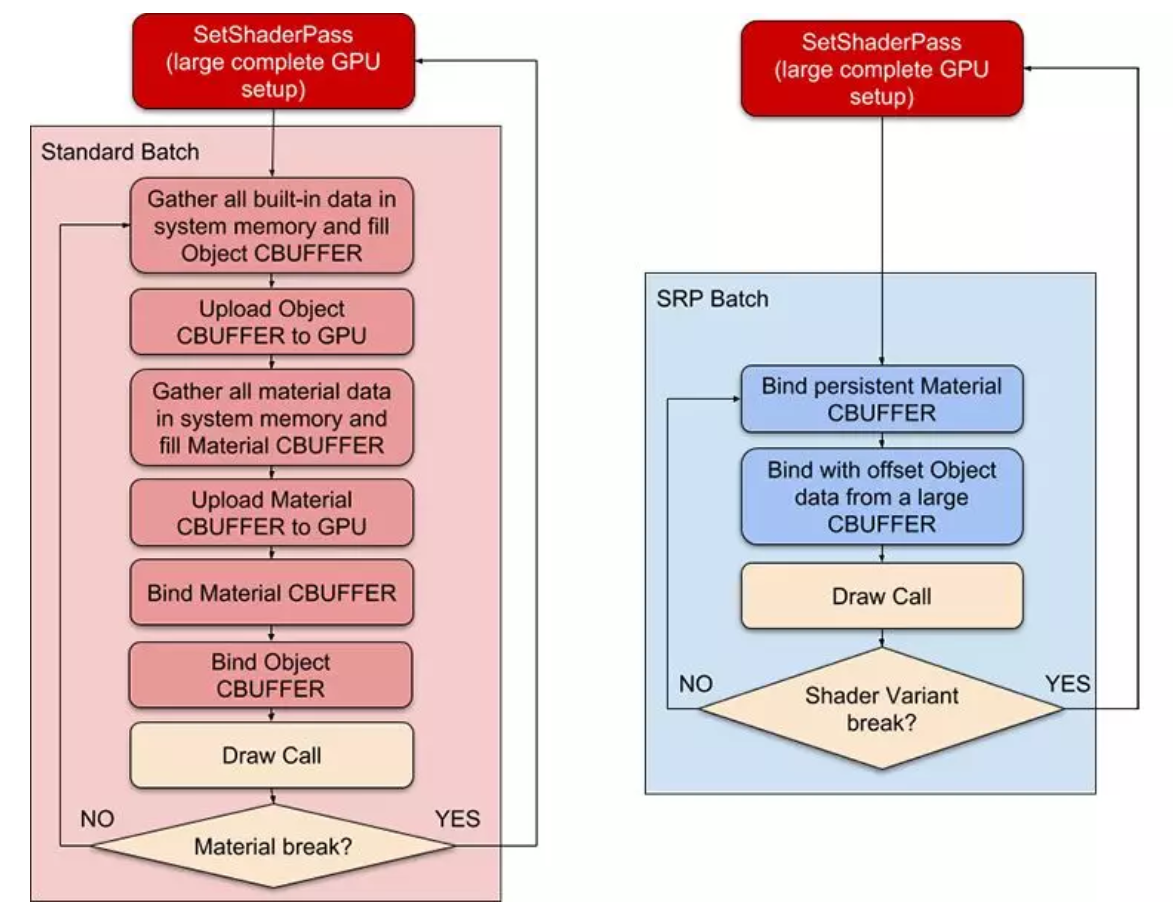 SetShaderPass
(large complete GPU
setup)
Standard Batch
Gather all built-in data in
system memory and fill
Object CBUFFER
Upload Object
CBUFFER to GPU
Gather all material data
in system memory and
fill Material CBUFFER
Upload Material
CBUFFER to GPU
Bind Material CBUFFER
Bind Object
CBUFFER
Draw Call
NO
YES
Material break?
SetShaderPass
(large complete GPU
setup)
SRP Batch
Bind persistent Material
CBUFFER
Bind with offset Object
data from a large
CBUFFER
Draw Call
NO
YES
Shader Variant
break?